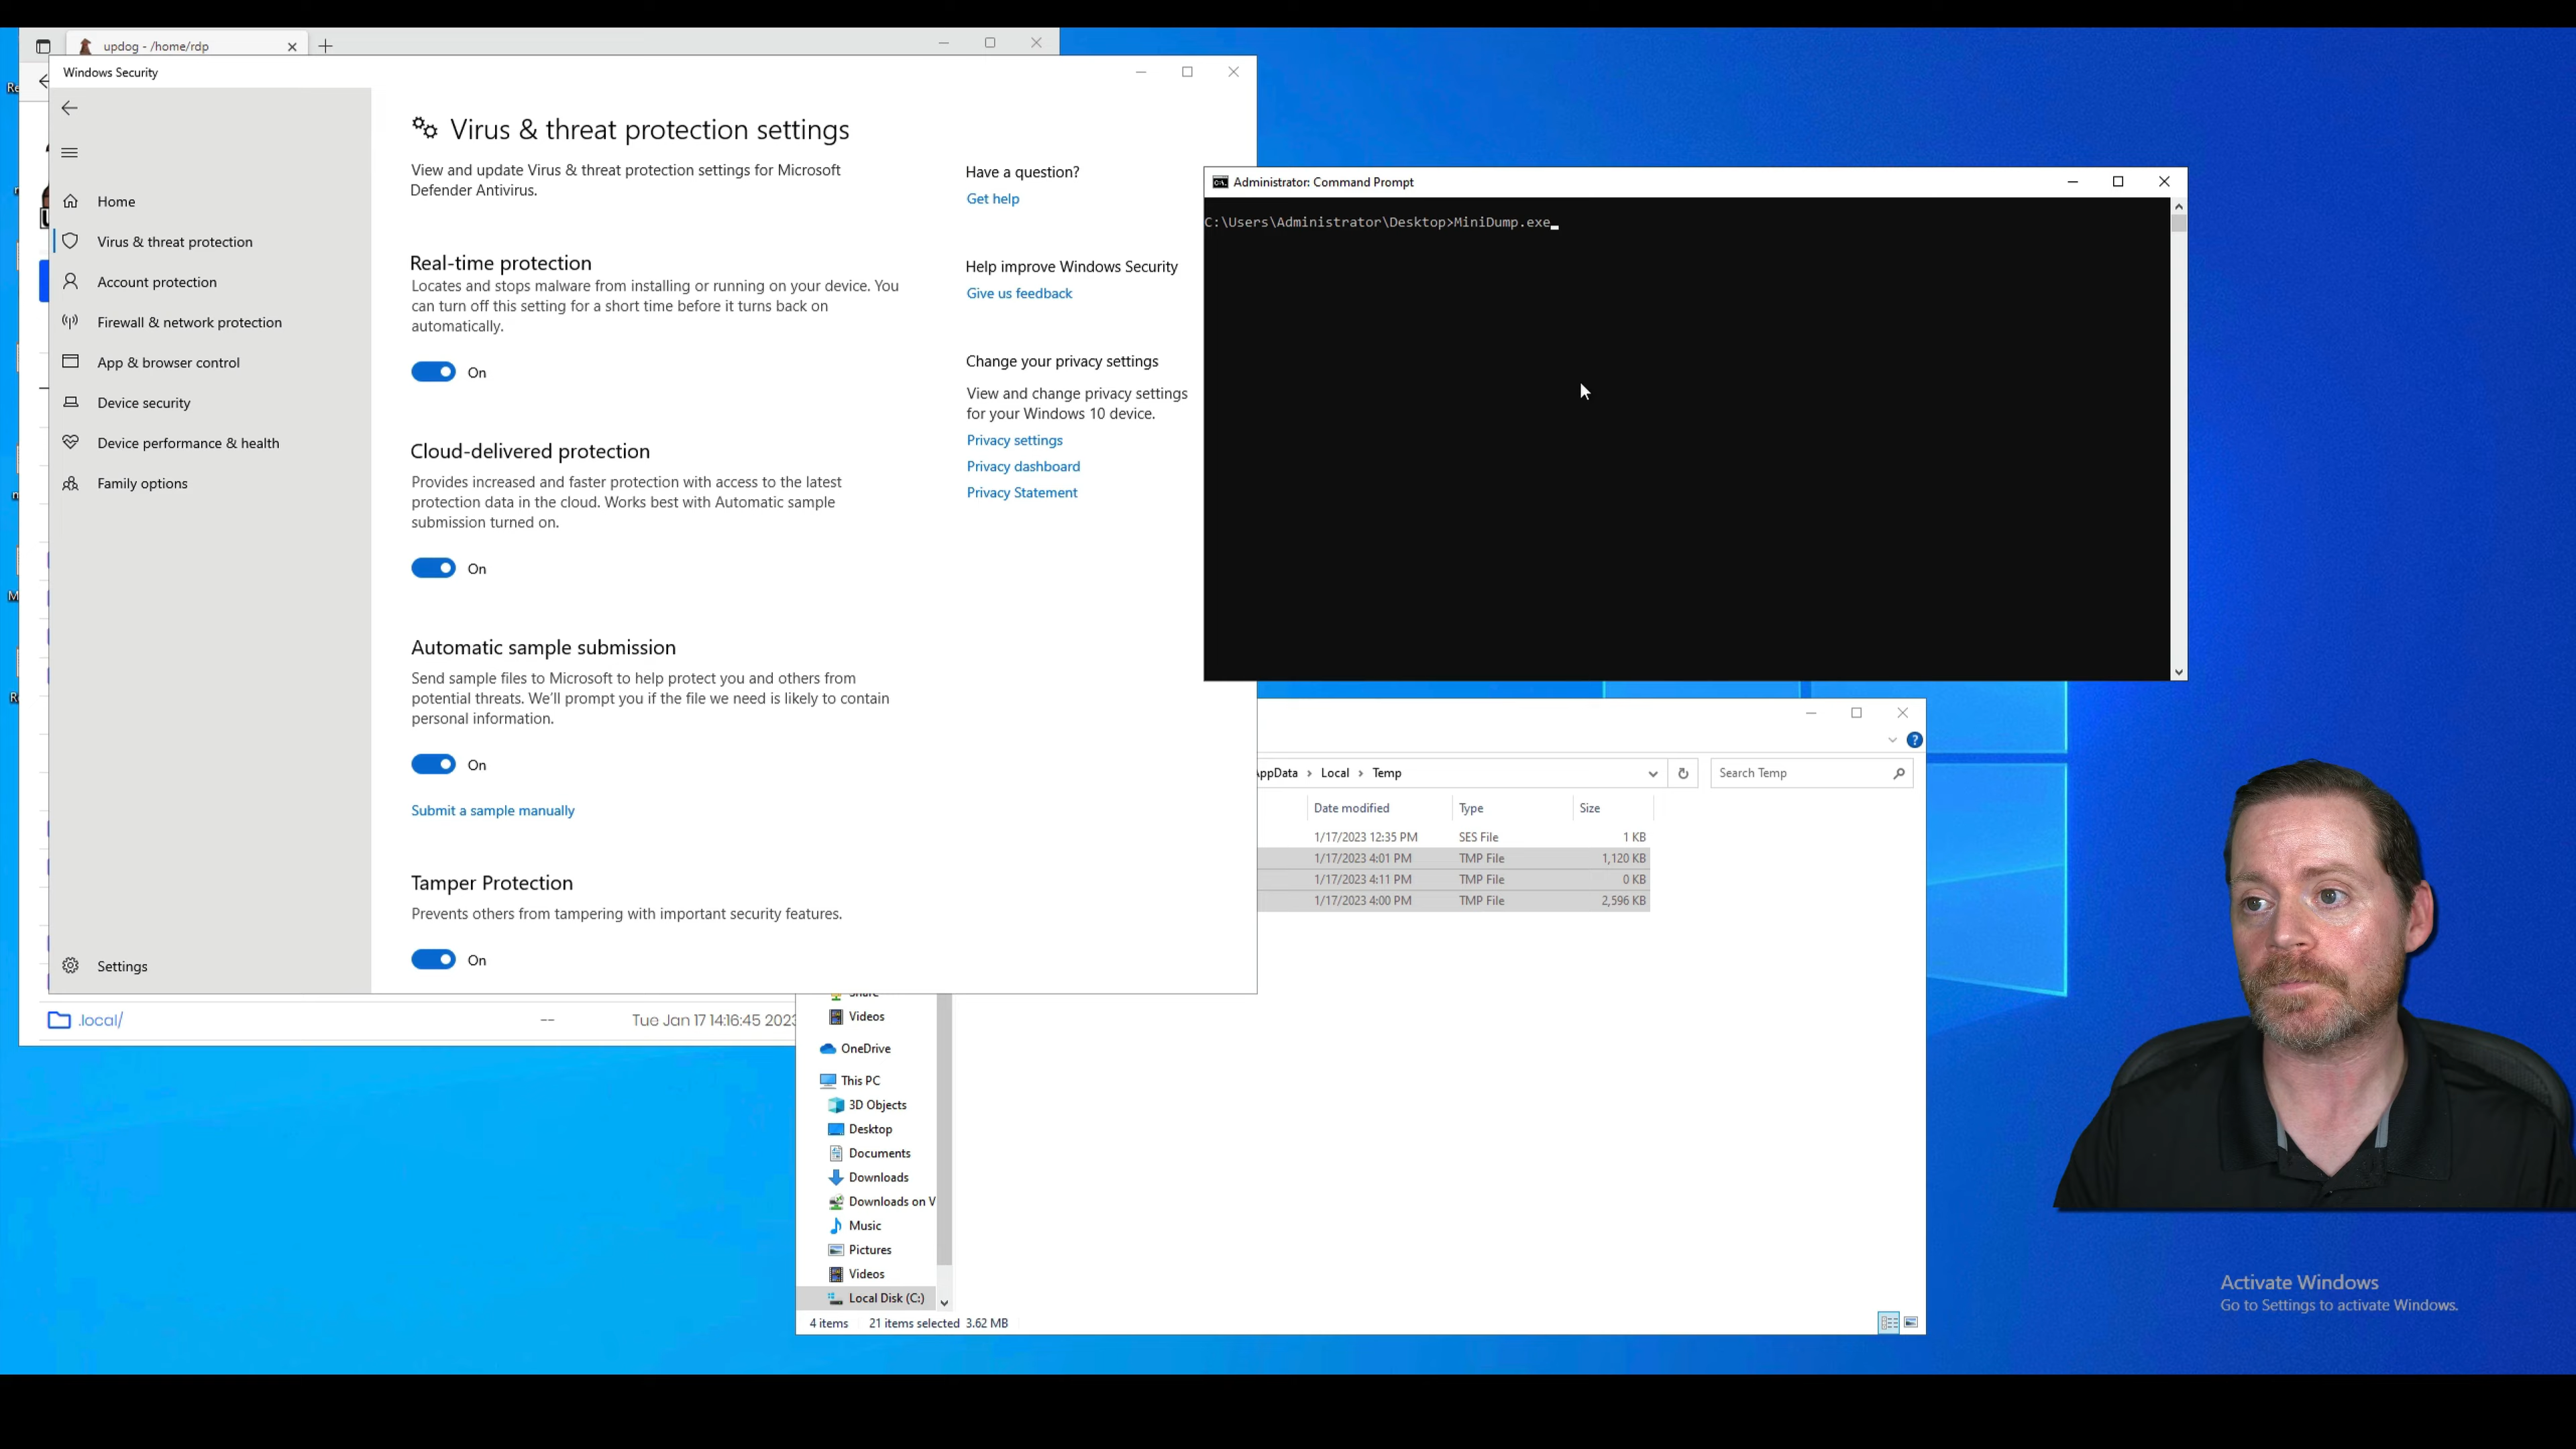 updog - /home/rdp
Windows Security
Virus & threat protection settings
View and update Virus & threat protection settings for Microsoft
Defender Antivirus.
Home
Virus & threat protection
Account protection
Firewall & network protection
App & browser control
Device security
Device performance & health
Family options
Settings
Real-time protection
Locates and stops malware from installing or running on your device. You
can turn off this setting for a short time before it turns back on
automatically.
On
Cloud-delivered protection
Provides increased and faster protection with access to the latest
protection data in the cloud. Works best with Automatic sample
submission turned on.
On
Automatic sample submission
Send sample files to Microsoft to help protect you and others from
potential threats. We'll prompt you if the file we need is likely to contain
personal information.
On
Submit a sample manually
Tamper Protection
Prevents others from tampering with important security features.
On
Have a question?
Get help
Help improve Windows Security
Give us feedback
Change your privacy settings
View and change privacy settings
for your Windows 10 device.
Privacy settings
Privacy dashboard
Privacy Statement
Administrator: Command Prompt
C:\Users\Administrator\Desktop>MiniDump.exe
Local > Temp
Search Temp
Date modified Type Size
1/17/2023 12:35 PM SES File 1 KB
1/17/2023 4:01 PM TMP File 1,120 KB
1/17/2023 4:11 PM TMP File 0 KB
1/17/2023 4:00 PM TMP File 2,596 KB
.local/ -- Tue Jan 17 14:16:45 2023
Videos
OneDrive
This PC
3D Objects
Desktop
Documents
Downloads
Downloads on V
Music
Pictures
Videos
Local Disk (C:)
4 items 21 items selected 3.62 MB
Activate Windows
Go to Settings to activate Windows.